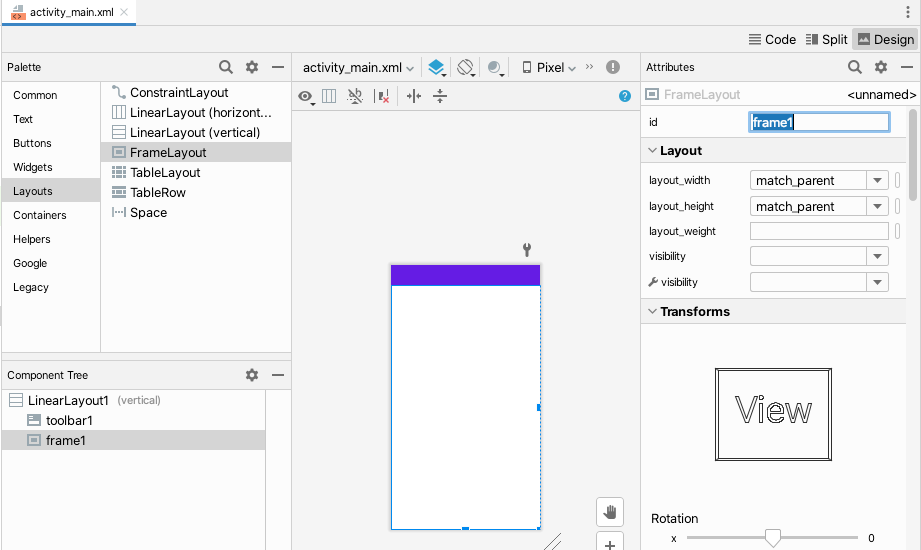 activity_main.xml
Code
Split
Design
Palette
activity_main.xml
Pixel
Attributes
Common
Text
Buttons
Widgets
Layouts
Containers
Helpers
Google
Legacy
ConstraintLayout
LinearLayout (horizont...
LinearLayout (vertical)
FrameLayout
TableLayout
TableRow
Space
Component Tree
LinearLayout1 (vertical)
toolbar1
frame1
FrameLayout <unnamed>
id frame1
Layout
layout_width match_parent
layout_height match_parent
layout_weight
visibility
visibility
Transforms
View
Rotation
x 0